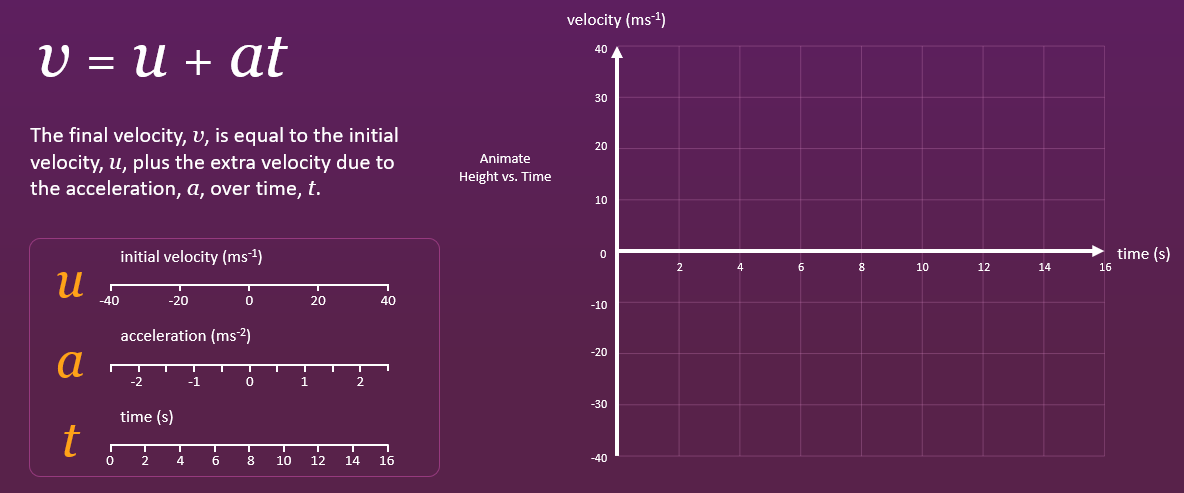 v = u + at
The final velocity, v, is equal to the initial
velocity, u, plus the extra velocity due to
the acceleration, a, over time, t.
u
initial velocity (ms⁻¹)
-40 -20 0 20 40
a
acceleration (ms⁻²)
-2 -1 0 1 2
t
time (s)
0 2 4 6 8 10 12 14 16
Animate
Height vs. Time
velocity (ms⁻¹)
40
30
20
10
0
-10
-20
-30
-40
2 4 6 8 10 12 14 16
time (s)